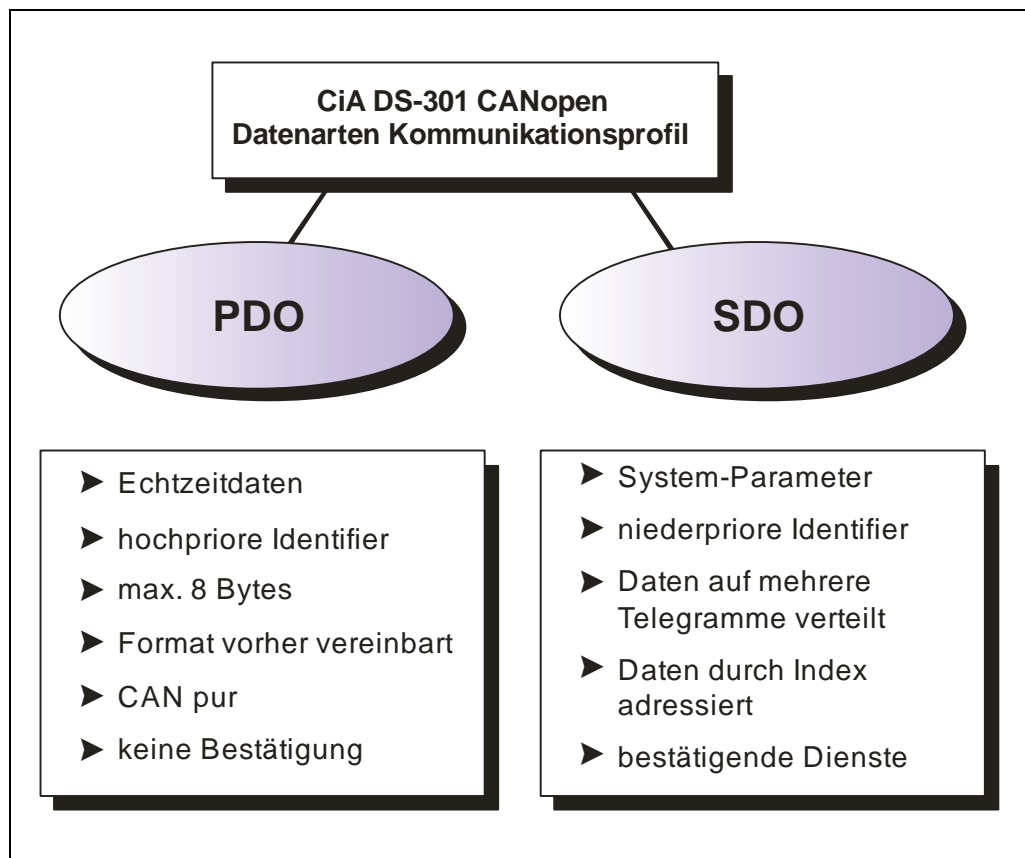 CiA DS-301 CANopen
Datenarten Kommunikationsprofil
PDO
SDO
➤ Echtzeitdaten
➤ hochpriore Identifier
➤ max. 8 Bytes
➤ Format vorher vereinbart
➤ CAN pur
➤ keine Bestätigung
➤ System-Parameter
➤ niederpriore Identifier
➤ Daten auf mehrere
Telegramme verteilt
➤ Daten durch Index
adressiert
➤ bestätigende Dienste